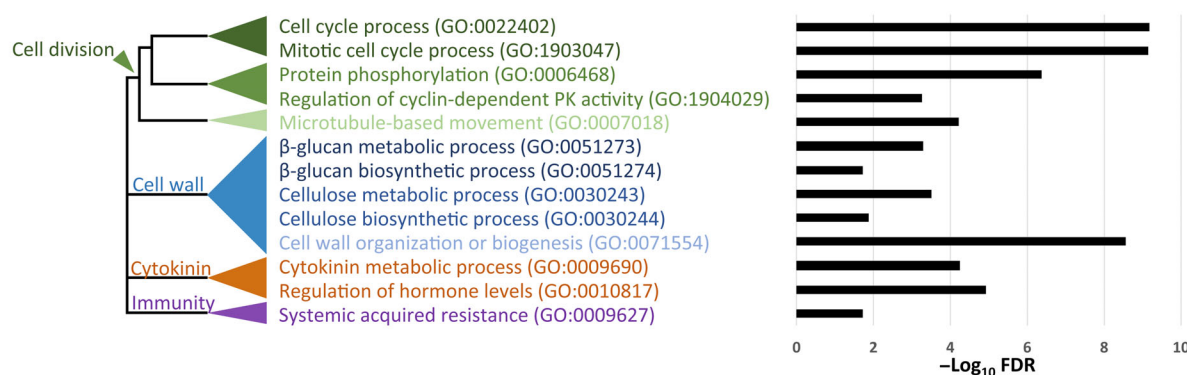 Cell division
Cell cycle process (GO:0022402)
Mitotic cell cycle process (GO:1903047)
Protein phosphorylation (GO:0006468)
Regulation of cyclin-dependent PK activity (GO:1904029)
Microtubule-based movement (GO:0007018)
Cell wall
β-glucan metabolic process (GO:0051273)
β-glucan biosynthetic process (GO:0051274)
Cellulose metabolic process (GO:0030243)
Cellulose biosynthetic process (GO:0030244)
Cell wall organization or biogenesis (GO:0071554)
Cytokinin
Cytokinin metabolic process (GO:0009690)
Regulation of hormone levels (GO:0010817)
Immunity
Systemic acquired resistance (GO:0009627)
0 2 4 6 8 10
–Log₁₀ FDR